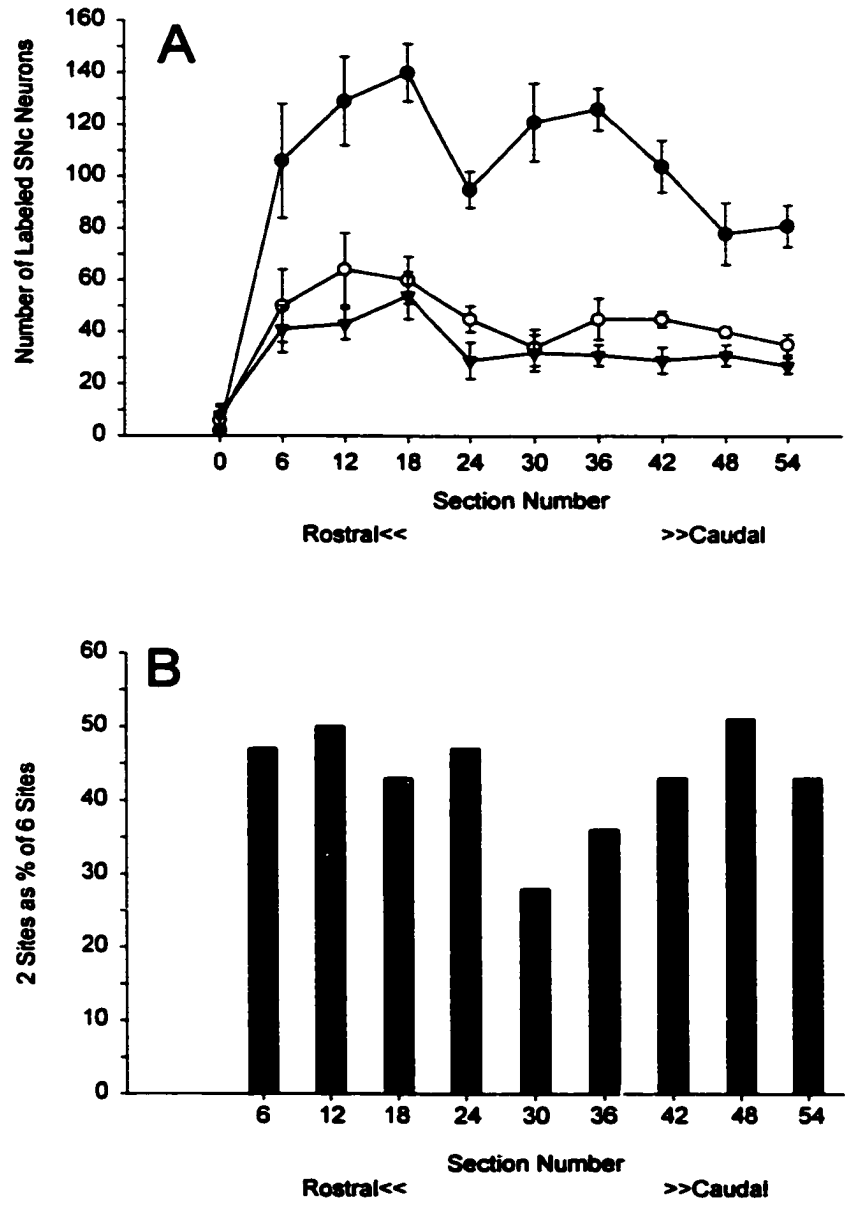 A
Number of Labeled SNc Neurons
160
140
120
100
80
60
40
20
0
0 6 12 18 24 30 36 42 48 54
Section Number
Rostral<< >>Caudal
B
2 Sites as % of 6 Sites
60
50
40
30
20
10
0
6 12 18 24 30 36 42 48 54
Section Number
Rostral<< >>Caudal